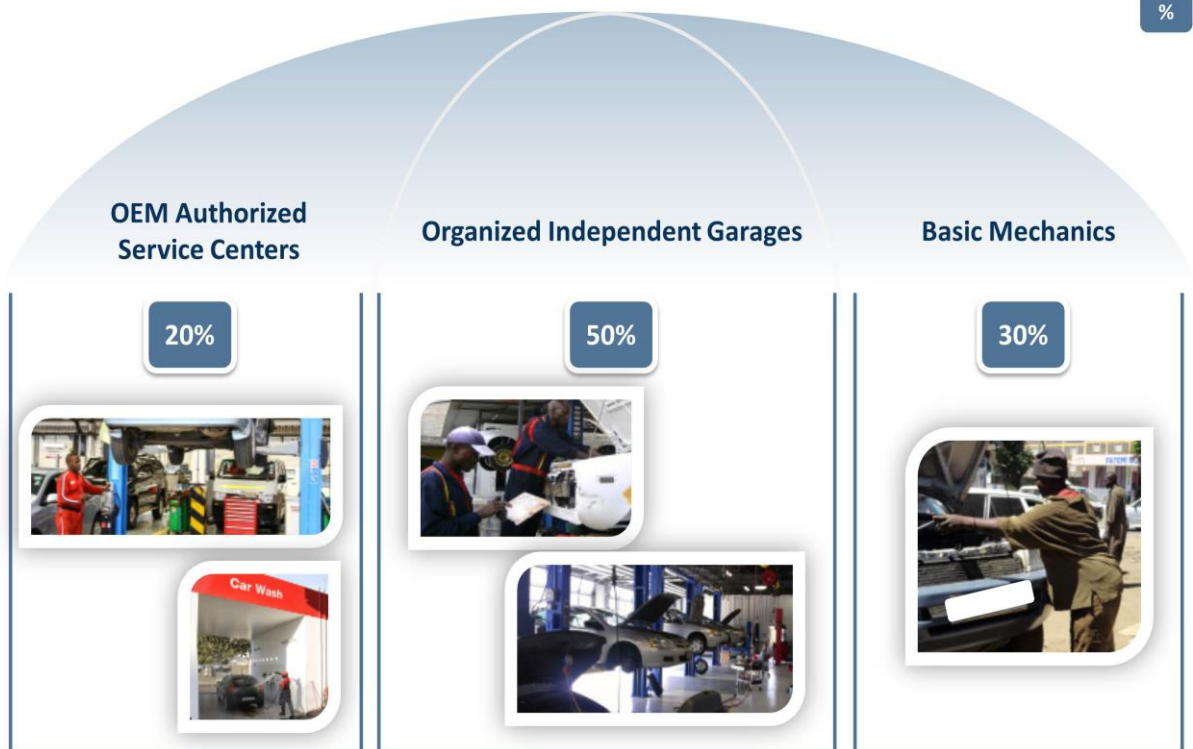 %
OEM Authorized
Service Centers
Organized Independent Garages
Basic Mechanics
20%
50%
30%
Car Wash